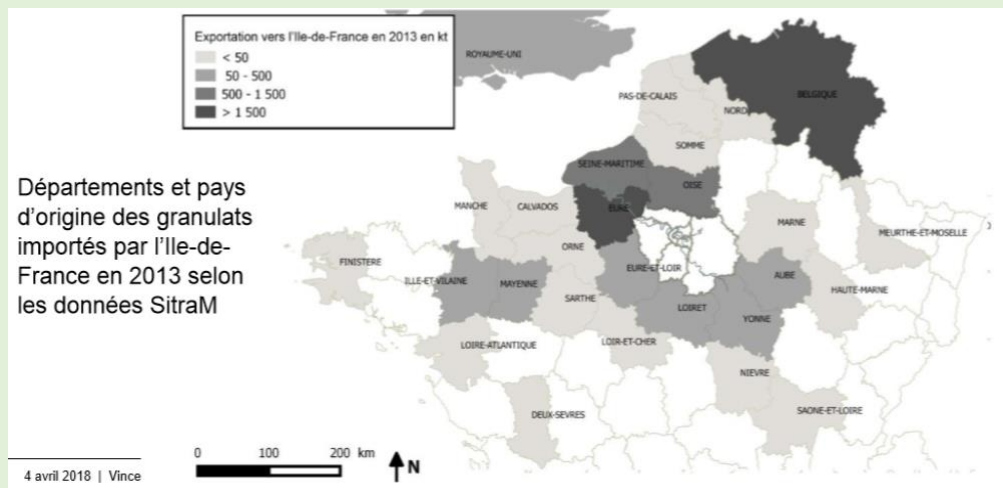 Exportation vers l'Ile-de-France en 2013 en kt
< 50
50 - 500
500 - 1 500
> 1 500
ROYAUME-UNI
BELGIQUE
PAS-DE-CALAIS
NORD
SOMME
SEINE-MARITIME
OISE
EURE
MANCHE
CALVADOS
ORNE
MARNE
MEURTHE-ET-MOSELLE
FINISTERE
ILLE-ET-VILAINE
MAYENNE
EURE-ET-LOIR
AUBE
SARTHE
LOIRET
YONNE
HAUTE-MARNE
LOIRE-ATLANTIQUE
LOIR-ET-CHER
NIEVRE
DEUX-SEVRES
SAONE-ET-LOIRE
Départements et pays
d'origine des granulats
importés par l'Ile-de-
France en 2013 selon
les données SitraM
0 100 200 km
N
4 avril 2018 | Vince